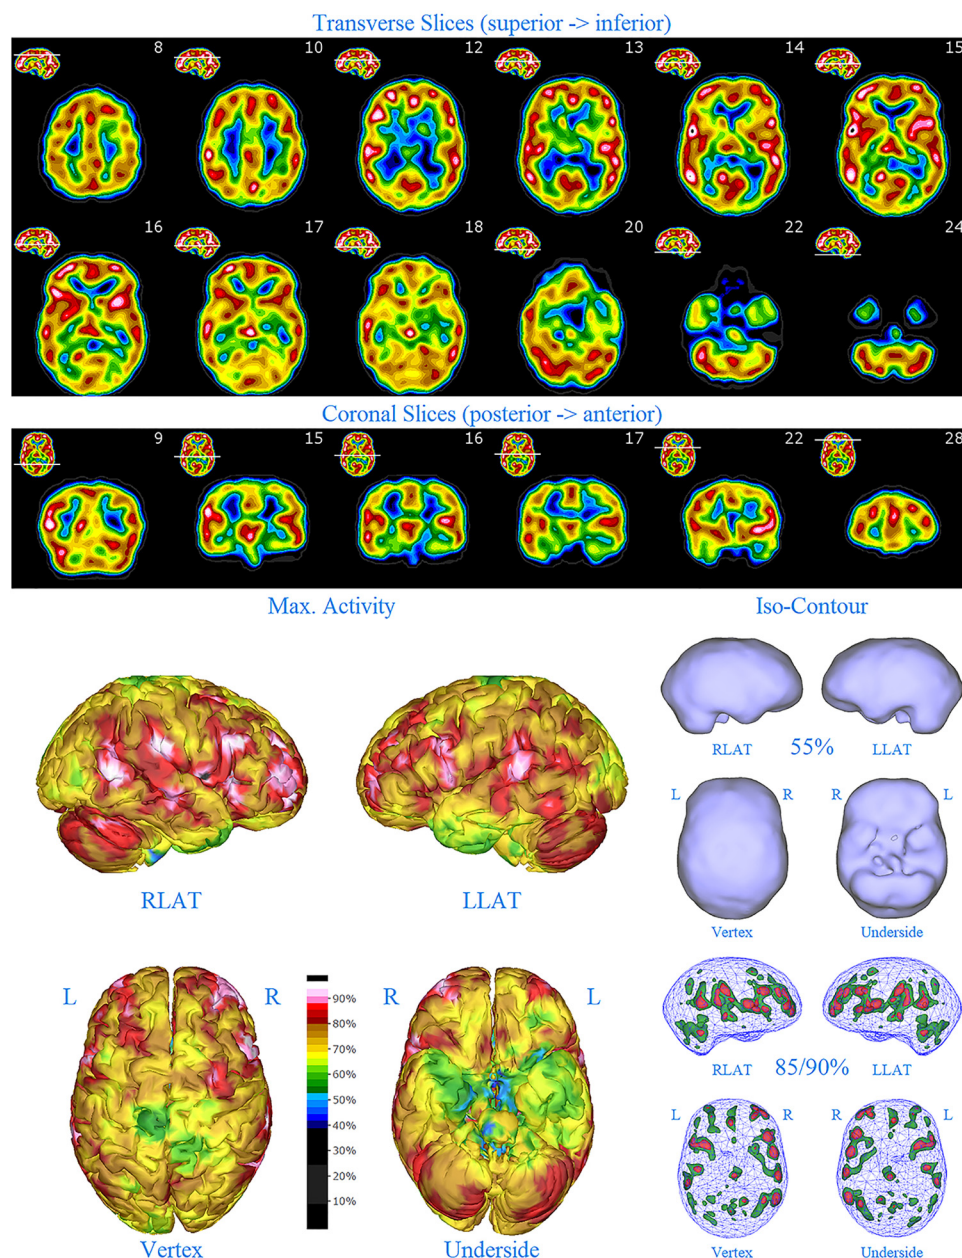 Transverse Slices (superior -> inferior)
8 10 12 13 14 15
16 17 18 20 22 24
Coronal Slices (posterior -> anterior)
9 15 16 17 22 28
Max. Activity
Iso-Contour
RLAT 55% LLAT
L R R L
RLAT LLAT
Vertex Underside
L R R L
90%
80%
70%
60%
50%
40%
30%
20%
10%
RLAT 85/90% LLAT
L R R L
Vertex Underside
Vertex Underside